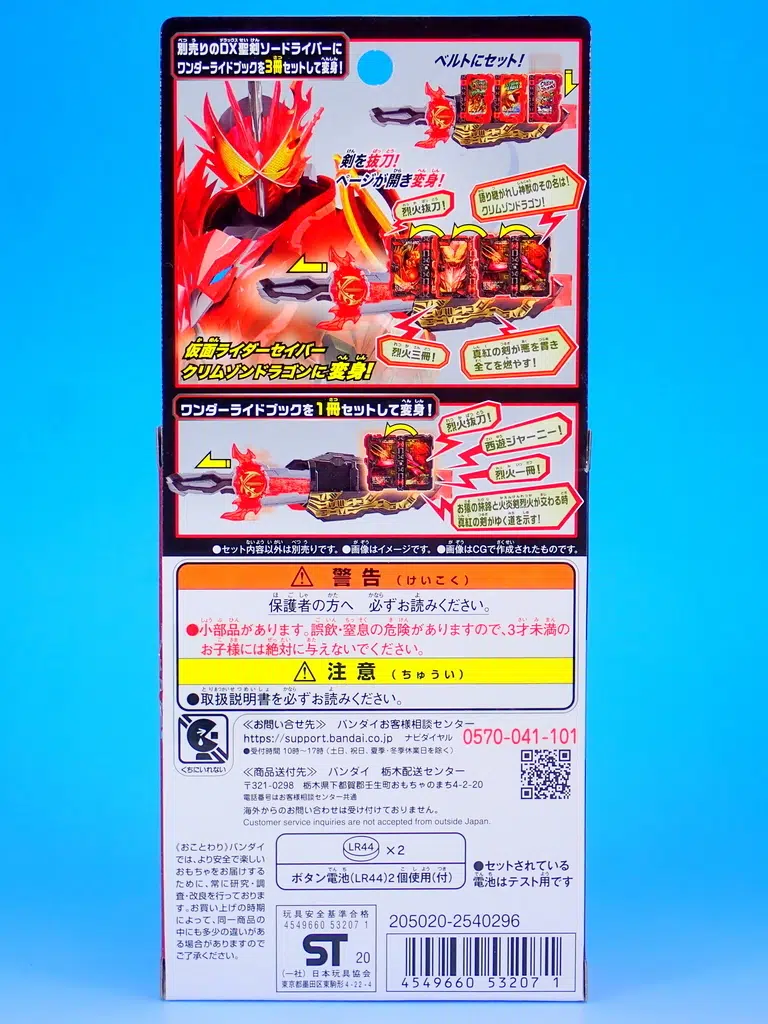 別売りのDX聖剣ソードライバーに
ワンダーライドブックを3冊セットして変身!
ベルトにセット!
剣を抜刀!
ページが開き変身!
烈火抜刀!
語り継がれし神獣のその名は!
クリムゾンドラゴン!
仮面ライダーセイバー
クリムゾンドラゴンに変身!
烈火三冊!
真紅の剣が悪を貫き
全てを燃やす!
ワンダーライドブックを1冊セットして変身!
烈火抜刀!
西遊ジャーニー!
烈火一冊!
お猿の旅路と火炎剣烈火が交わる時
真紅の剣がゆく道を示す!
●セット内容以外は別売りです。●画像はイメージです。●画像はCGで作成されたものです。
警告(けいこく)
保護者の方へ 必ずお読みください。
●小部品があります。誤飲・窒息の危険がありますので、3才未満の
お子様には絶対に与えないでください。
注意(ちゅうい)
●取扱説明書を必ずお読みください。
くちにいれない
≪お問い合せ先≫ バンダイお客様相談センター
https://support.bandai.co.jp ナビダイヤル 0570-041-101
●受付時間 10時~17時(土日、祝日、夏季・冬季休業日を除く)
≪商品送付先≫ バンダイ 栃木配送センター
〒321-0298 栃木県下都賀郡壬生町おもちゃのまち4-2-20
電話番号はお客様相談センター共通
海外からのお問い合わせは受け付けておりません。
Customer service inquiries are not accepted from outside Japan.
《おことわり》バンダイ
では、より安全で楽しい
おもちゃをお届けする
ために、常に研究・調
査・改良を行っておりま
す。お買い上げの時期
によって、同一商品の
中にも多少の違いがあ
る場合がありますので
ご了承ください。
LR44 ×2
ボタン電池(LR44)2個使用(付)
●セットされている
電池はテスト用です
玩具安全基準合格
4549660 53207 1
ST 20
(一社)日本玩具協会
東京都墨田区東駒形4-22-4
205020-2540296
4 549660 532071